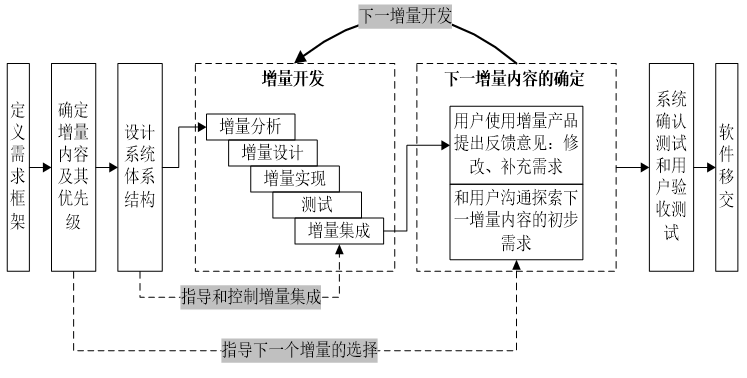 下一增量开发
定义需求框架
确定
增量
内容
及其
优先
级
设计
系统
体系
结构
增量开发
增量分析
增量设计
增量实现
测试
增量集成
下一增量内容的确定
用户使用增量产品
提出反馈意见：修
改、补充需求
和用户沟通探索下
一增量内容的初步
需求
系统
确认
测试
和用
户验
收测
试
软件移交
指导和控制增量集成
指导下一个增量的选择